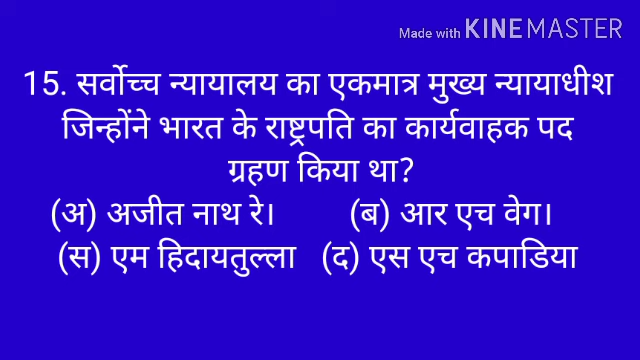 Made with KINEMASTER
15. सर्वोच्च न्यायालय का एकमात्र मुख्य न्यायाधीश
जिन्होंने भारत के राष्ट्रपति का कार्यवाहक पद
ग्रहण किया था?
(अ) अजीत नाथ रे। (ब) आर एच वेग।
(स) एम हिदायतुल्ला (द) एस एच कपाडिया